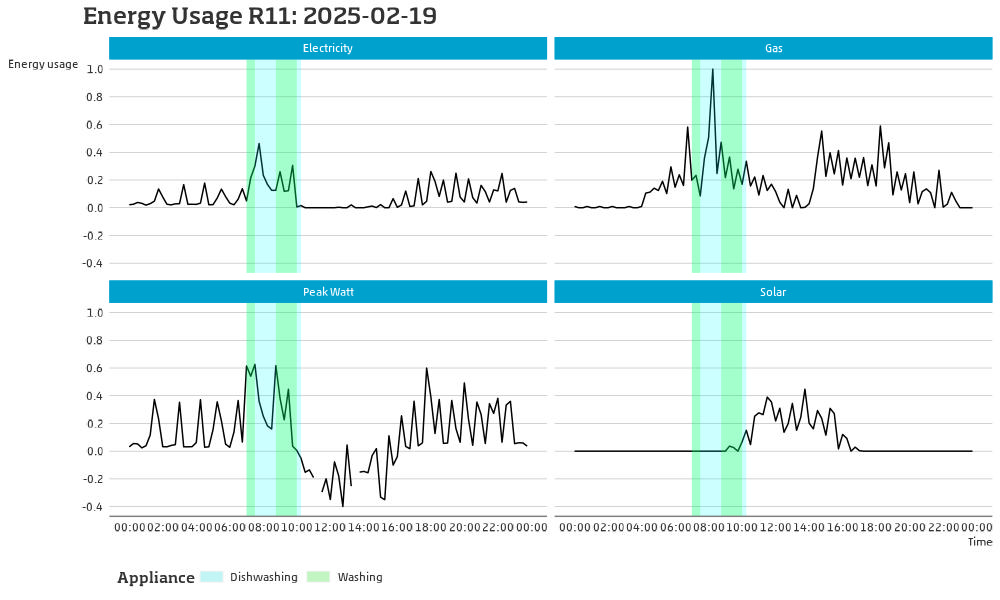 Energy Usage R11: 2025-02-19
Electricity
Gas
Energy usage
1.0
0.8
0.6
0.4
0.2
0.0
-0.2
-0.4
Peak Watt
Solar
1.0
0.8
0.6
0.4
0.2
0.0
-0.2
-0.4
00:00 02:00 04:00 06:00 08:00 10:00 12:00 14:00 16:00 18:00 20:00 22:00 00:00
00:00 02:00 04:00 06:00 08:00 10:00 12:00 14:00 16:00 18:00 20:00 22:00 00:00
Time
Appliance Dishwashing Washing